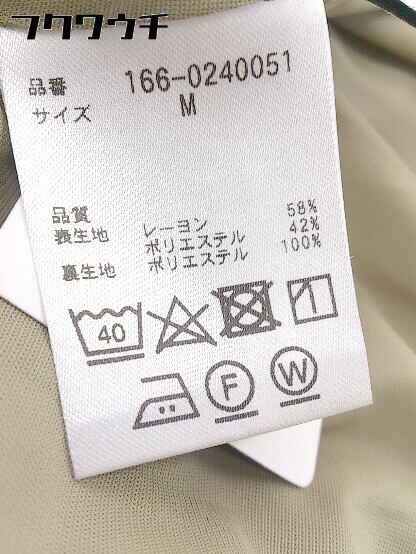 フクウウチ
品番 166-0240051
サイズ M
品質
表生地 レーヨン 58%
ポリエステル 42%
裏生地 ポリエステル 100%
40
F W